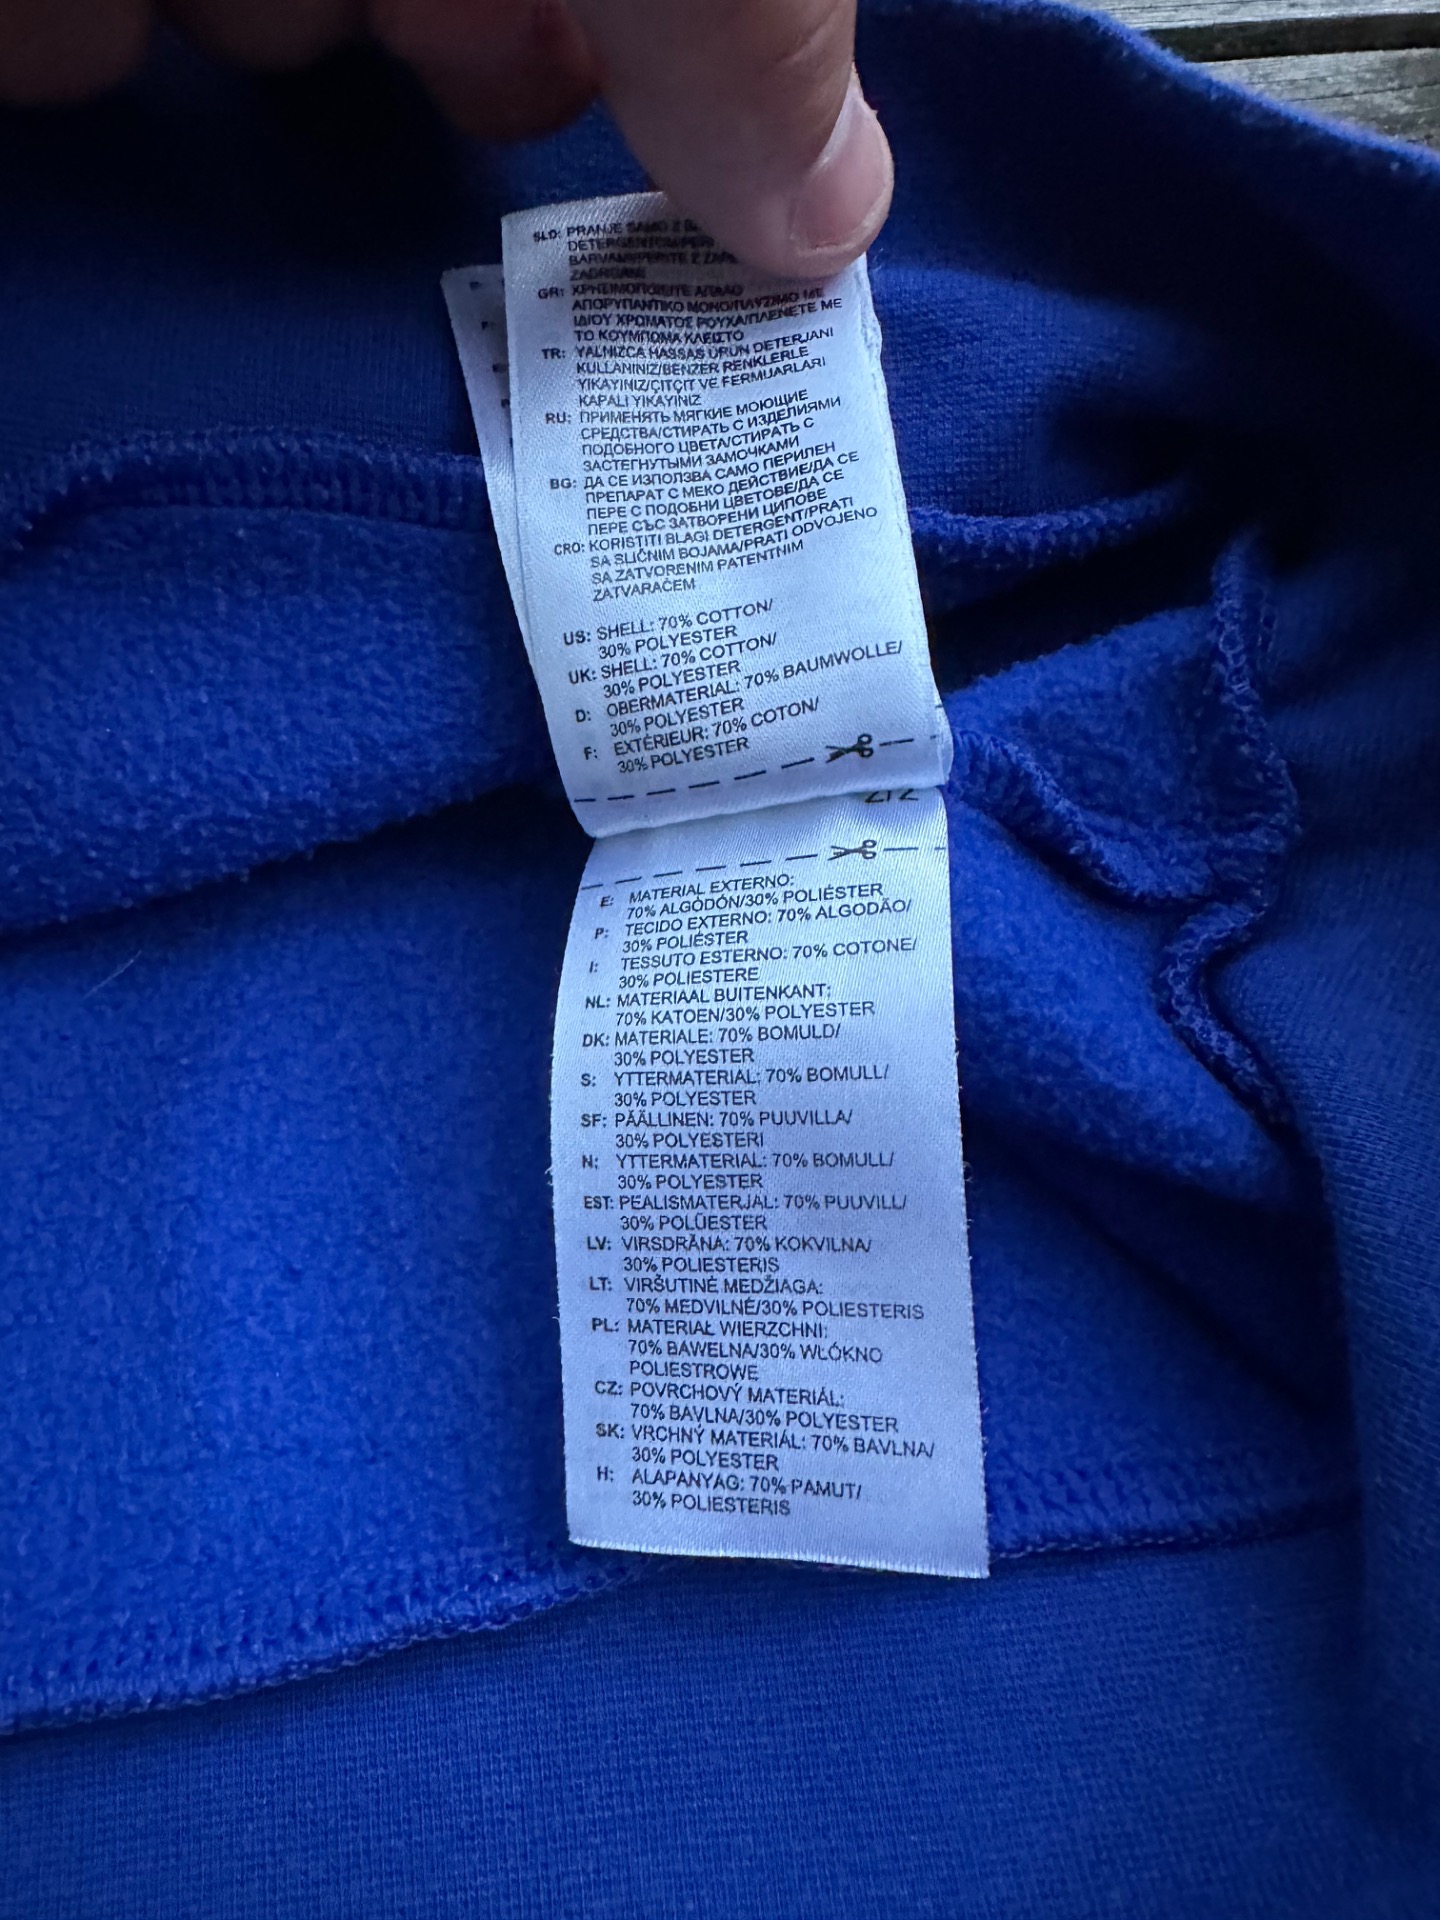 SLO: PRANJE SAMO Z
DETERGENTOM/PERI
BARVAMI/PERITE Z
ZADRGAMI
GR: ΧΡΗΣΙΜΟΠΟΙΕΙΤΕ ΑΠΑΛΟ
ΑΠΟΡΥΠΑΝΤΙΚΟ ΜΟΝΟ/ΠΛΥΣΙΜΟ ΜΕ
ΙΔΙΟΥ ΧΡΩΜΑΤΟΣ ΡΟΥΧΑ/ΠΛΕΝΕΤΕ ΜΕ
ΤΟ ΚΟΥΜΠΩΜΑ ΚΛΕΙΣΤΟ
TR: YALNIZCA HASSAS ÜRÜN DETERJANI
KULLANINIZ/BENZER RENKLERLE
YIKAYINIZ/ÇITÇIT VE FERMUARLARI
KAPALI YIKAYINIZ
RU: ПРИМЕНЯТЬ МЯГКИЕ МОЮЩИЕ
СРЕДСТВА/СТИРАТЬ С ИЗДЕЛИЯМИ
ПОДОБНОГО ЦВЕТА/СТИРАТЬ С
ЗАСТЕГНУТЫМИ ЗАМОЧКАМИ
BG: ДА СЕ ИЗПОЛЗВА САМО ПЕРИЛЕН
ПРЕПАРАТ С МЕКО ДЕЙСТВИЕ/ДА СЕ
ПЕРЕ С ПОДОБНИ ЦВЕТОВЕ/ДА СЕ
ПЕРЕ СЪС ЗАТВОРЕНИ ЦИПОВЕ
CRO: KORISTITI BLAGI DETERGENT/PRATI
SA SLIČNIM BOJAMA/PRATI ODVOJENO
SA ZATVORENIM PATENTNIM
ZATVARAČEM
US: SHELL: 70% COTTON/
30% POLYESTER
UK: SHELL: 70% COTTON/
30% POLYESTER
D: OBERMATERIAL: 70% BAUMWOLLE/
30% POLYESTER
F: EXTÉRIEUR: 70% COTON/
30% POLYESTER
2/2
E: MATERIAL EXTERNO:
70% ALGODÓN/30% POLIÉSTER
P: TECIDO EXTERNO: 70% ALGODÃO/
30% POLIÉSTER
I: TESSUTO ESTERNO: 70% COTONE/
30% POLIESTERE
NL: MATERIAAL BUITENKANT:
70% KATOEN/30% POLYESTER
DK: MATERIALE: 70% BOMULD/
30% POLYESTER
S: YTTERMATERIAL: 70% BOMULL/
30% POLYESTER
SF: PÄÄLLINEN: 70% PUUVILLA/
30% POLYESTERI
N: YTTERMATERIAL: 70% BOMULL/
30% POLYESTER
EST: PEALISMATERJAL: 70% PUUVILL/
30% POLÜESTER
LV: VIRSDRĀNA: 70% KOKVILNA/
30% POLIESTERIS
LT: VIRŠUTINĖ MEDŽIAGA:
70% MEDVILNĖ/30% POLIESTERIS
PL: MATERIAŁ WIERZCHNI:
70% BAWEŁNA/30% WŁÓKNO
POLIESTROWE
CZ: POVRCHOVÝ MATERIÁL:
70% BAVLNA/30% POLYESTER
SK: VRCHNÝ MATERIÁL: 70% BAVLNA/
30% POLYESTER
H: ALAPANYAG: 70% PAMUT/
30% POLIESTERIS